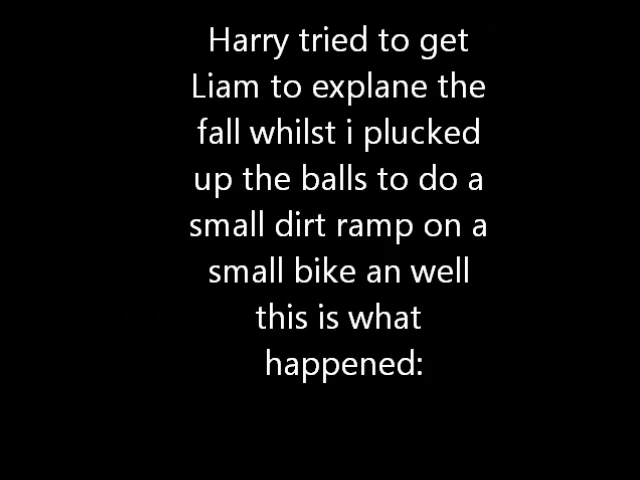 Harry tried to get
Liam to explane the
fall whilst i plucked
up the balls to do a
small dirt ramp on a
small bike an well
this is what
happened: